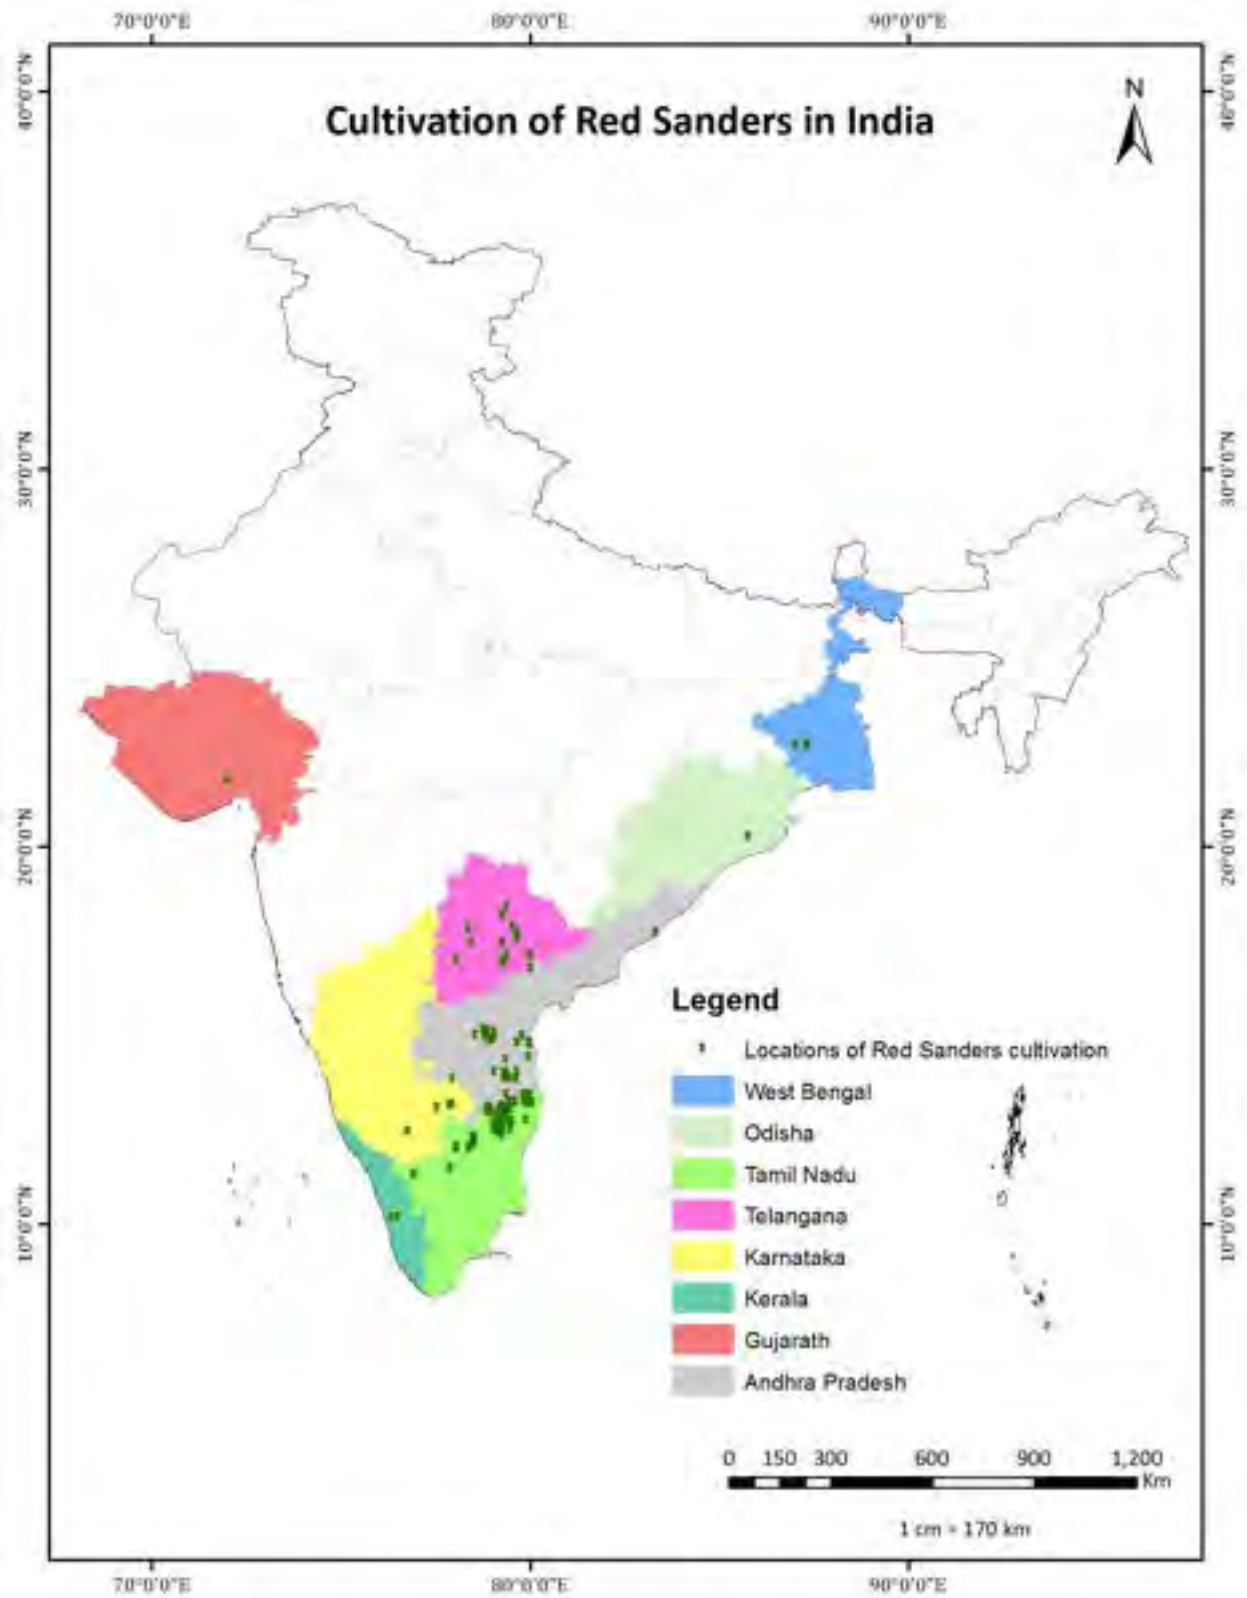 70°0'0"E 80°0'0"E 90°0'0"E
40°0'0"N 40°0'0"N
N
Cultivation of Red Sanders in India
30°0'0"N 30°0'0"N
20°0'0"N 20°0'0"N
Legend
Locations of Red Sanders cultivation
West Bengal
Odisha
Tamil Nadu
Telangana
10°0'0"N 10°0'0"N
Karnataka
Kerala
Gujarath
Andhra Pradesh
0 150 300 600 900 1,200
Km
1 cm = 170 km
70°0'0"E 80°0'0"E 90°0'0"E